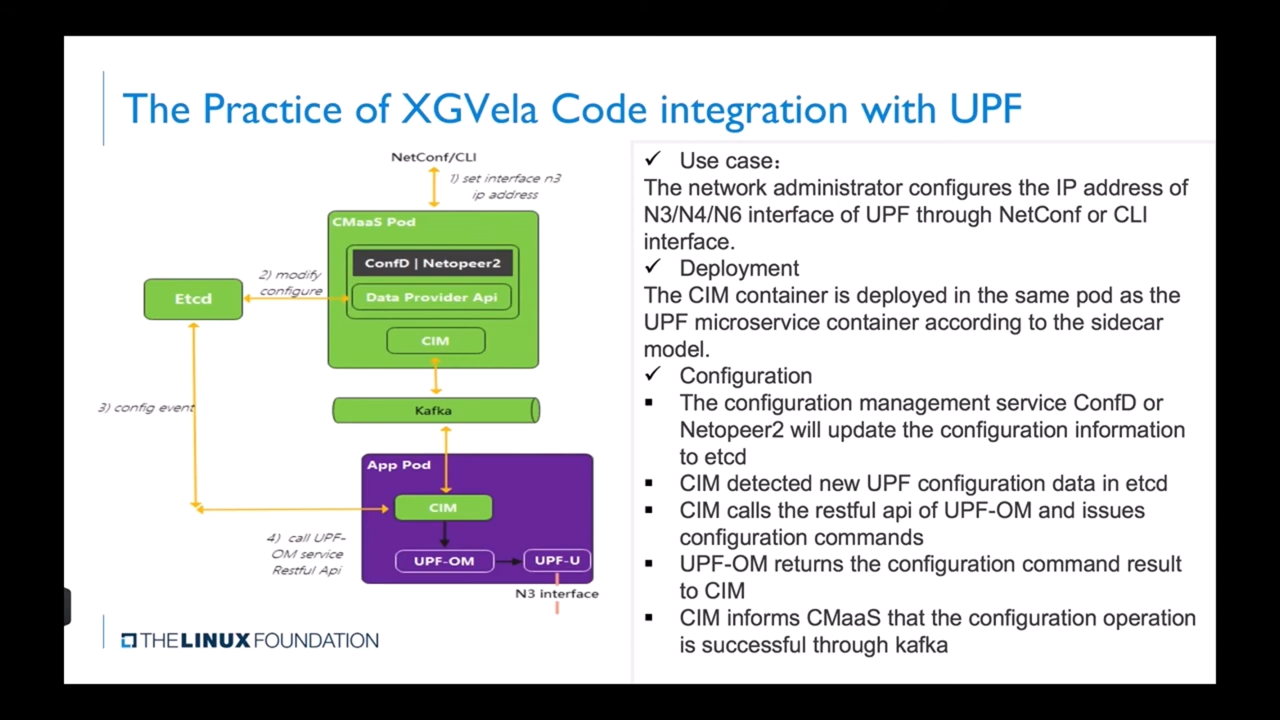 The Practice of XGVela Code integration with UPF
NetConf/CLI
1) set interface n3
ip address
CMaaS Pod
ConfD | Netopeer2
2) modify
configure
Etcd
Data Provider Api
CIM
3) config event
Kafka
App Pod
CIM
4) call UPF-
OM service
Restful Api
UPF-OM
UPF-U
N3 interface
THE LINUX FOUNDATION
✓ Use case：
The network administrator configures the IP address of
N3/N4/N6 interface of UPF through NetConf or CLI
interface.
✓ Deployment
The CIM container is deployed in the same pod as the
UPF microservice container according to the sidecar
model.
✓ Configuration
▪ The configuration management service ConfD or
Netopeer2 will update the configuration information
to etcd
▪ CIM detected new UPF configuration data in etcd
▪ CIM calls the restful api of UPF-OM and issues
configuration commands
▪ UPF-OM returns the configuration command result
to CIM
▪ CIM informs CMaaS that the configuration operation
is successful through kafka